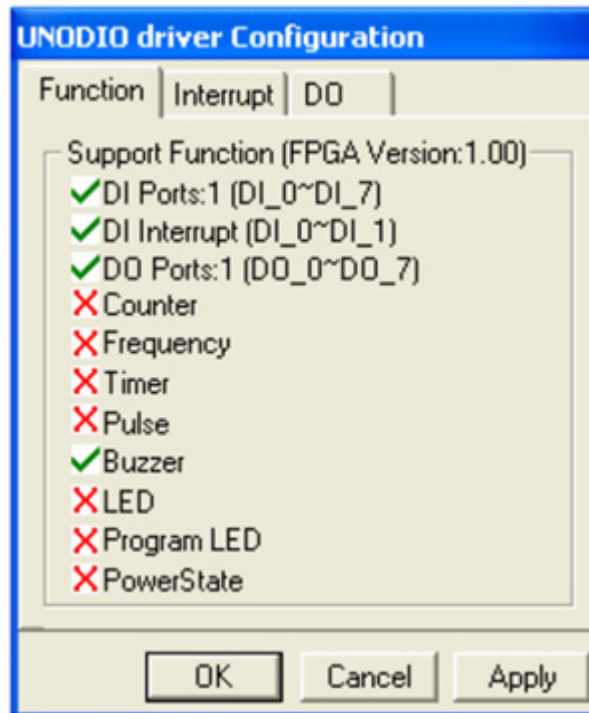 UNODIO driver Configuration
Function Interrupt DO
Support Function (FPGA Version:1.00)
DI Ports:1 (DI_0~DI_7)
DI Interrupt (DI_0~DI_1)
DO Ports:1 (DO_0~DO_7)
Counter
Frequency
Timer
Pulse
Buzzer
LED
Program LED
PowerState
OK Cancel Apply